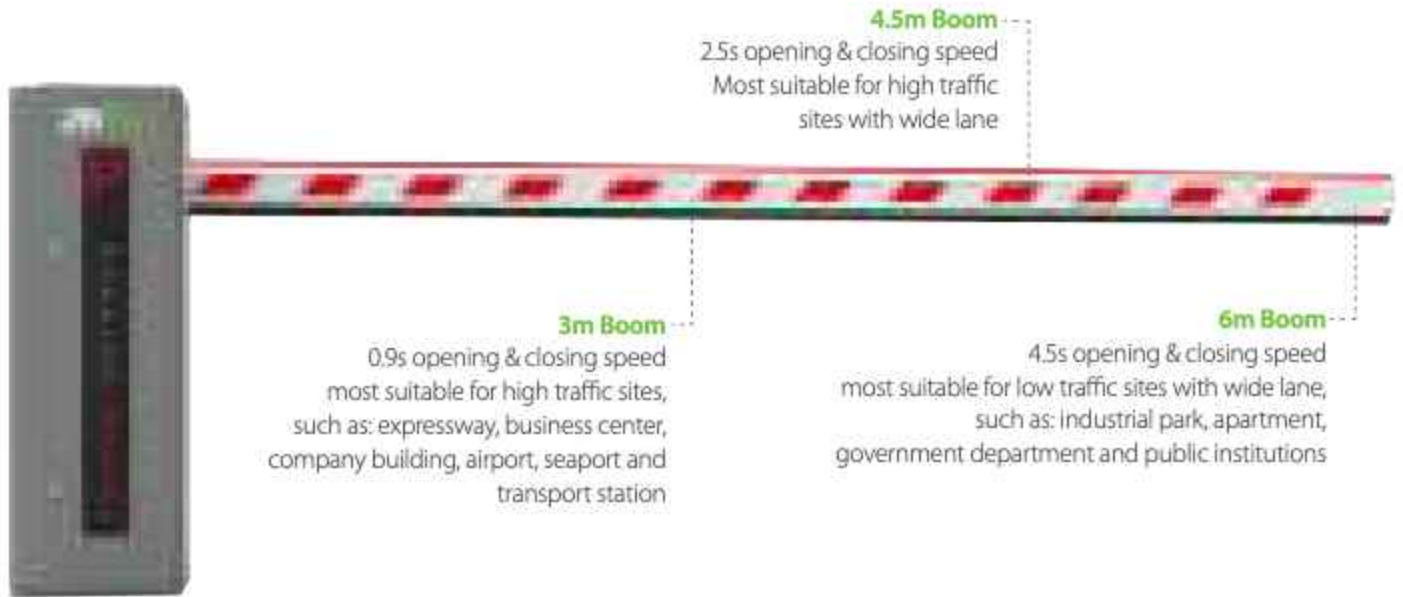 4.5m Boom
2.5s opening & closing speed
Most suitable for high traffic
sites with wide lane
3m Boom
0.9s opening & closing speed
most suitable for high traffic sites,
such as: expressway, business center,
company building, airport, seaport and
transport station
6m Boom
4.5s opening & closing speed
most suitable for low traffic sites with wide lane,
such as: industrial park, apartment,
government department and public institutions